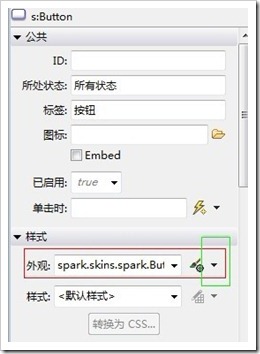 s:Button
公共
ID:
所处状态: 所有状态
标签: 按钮
图标:
Embed
已启用: true
单击时:
样式
外观: spark.skins.spark.But
样式: <默认样式>
转换为 CSS...